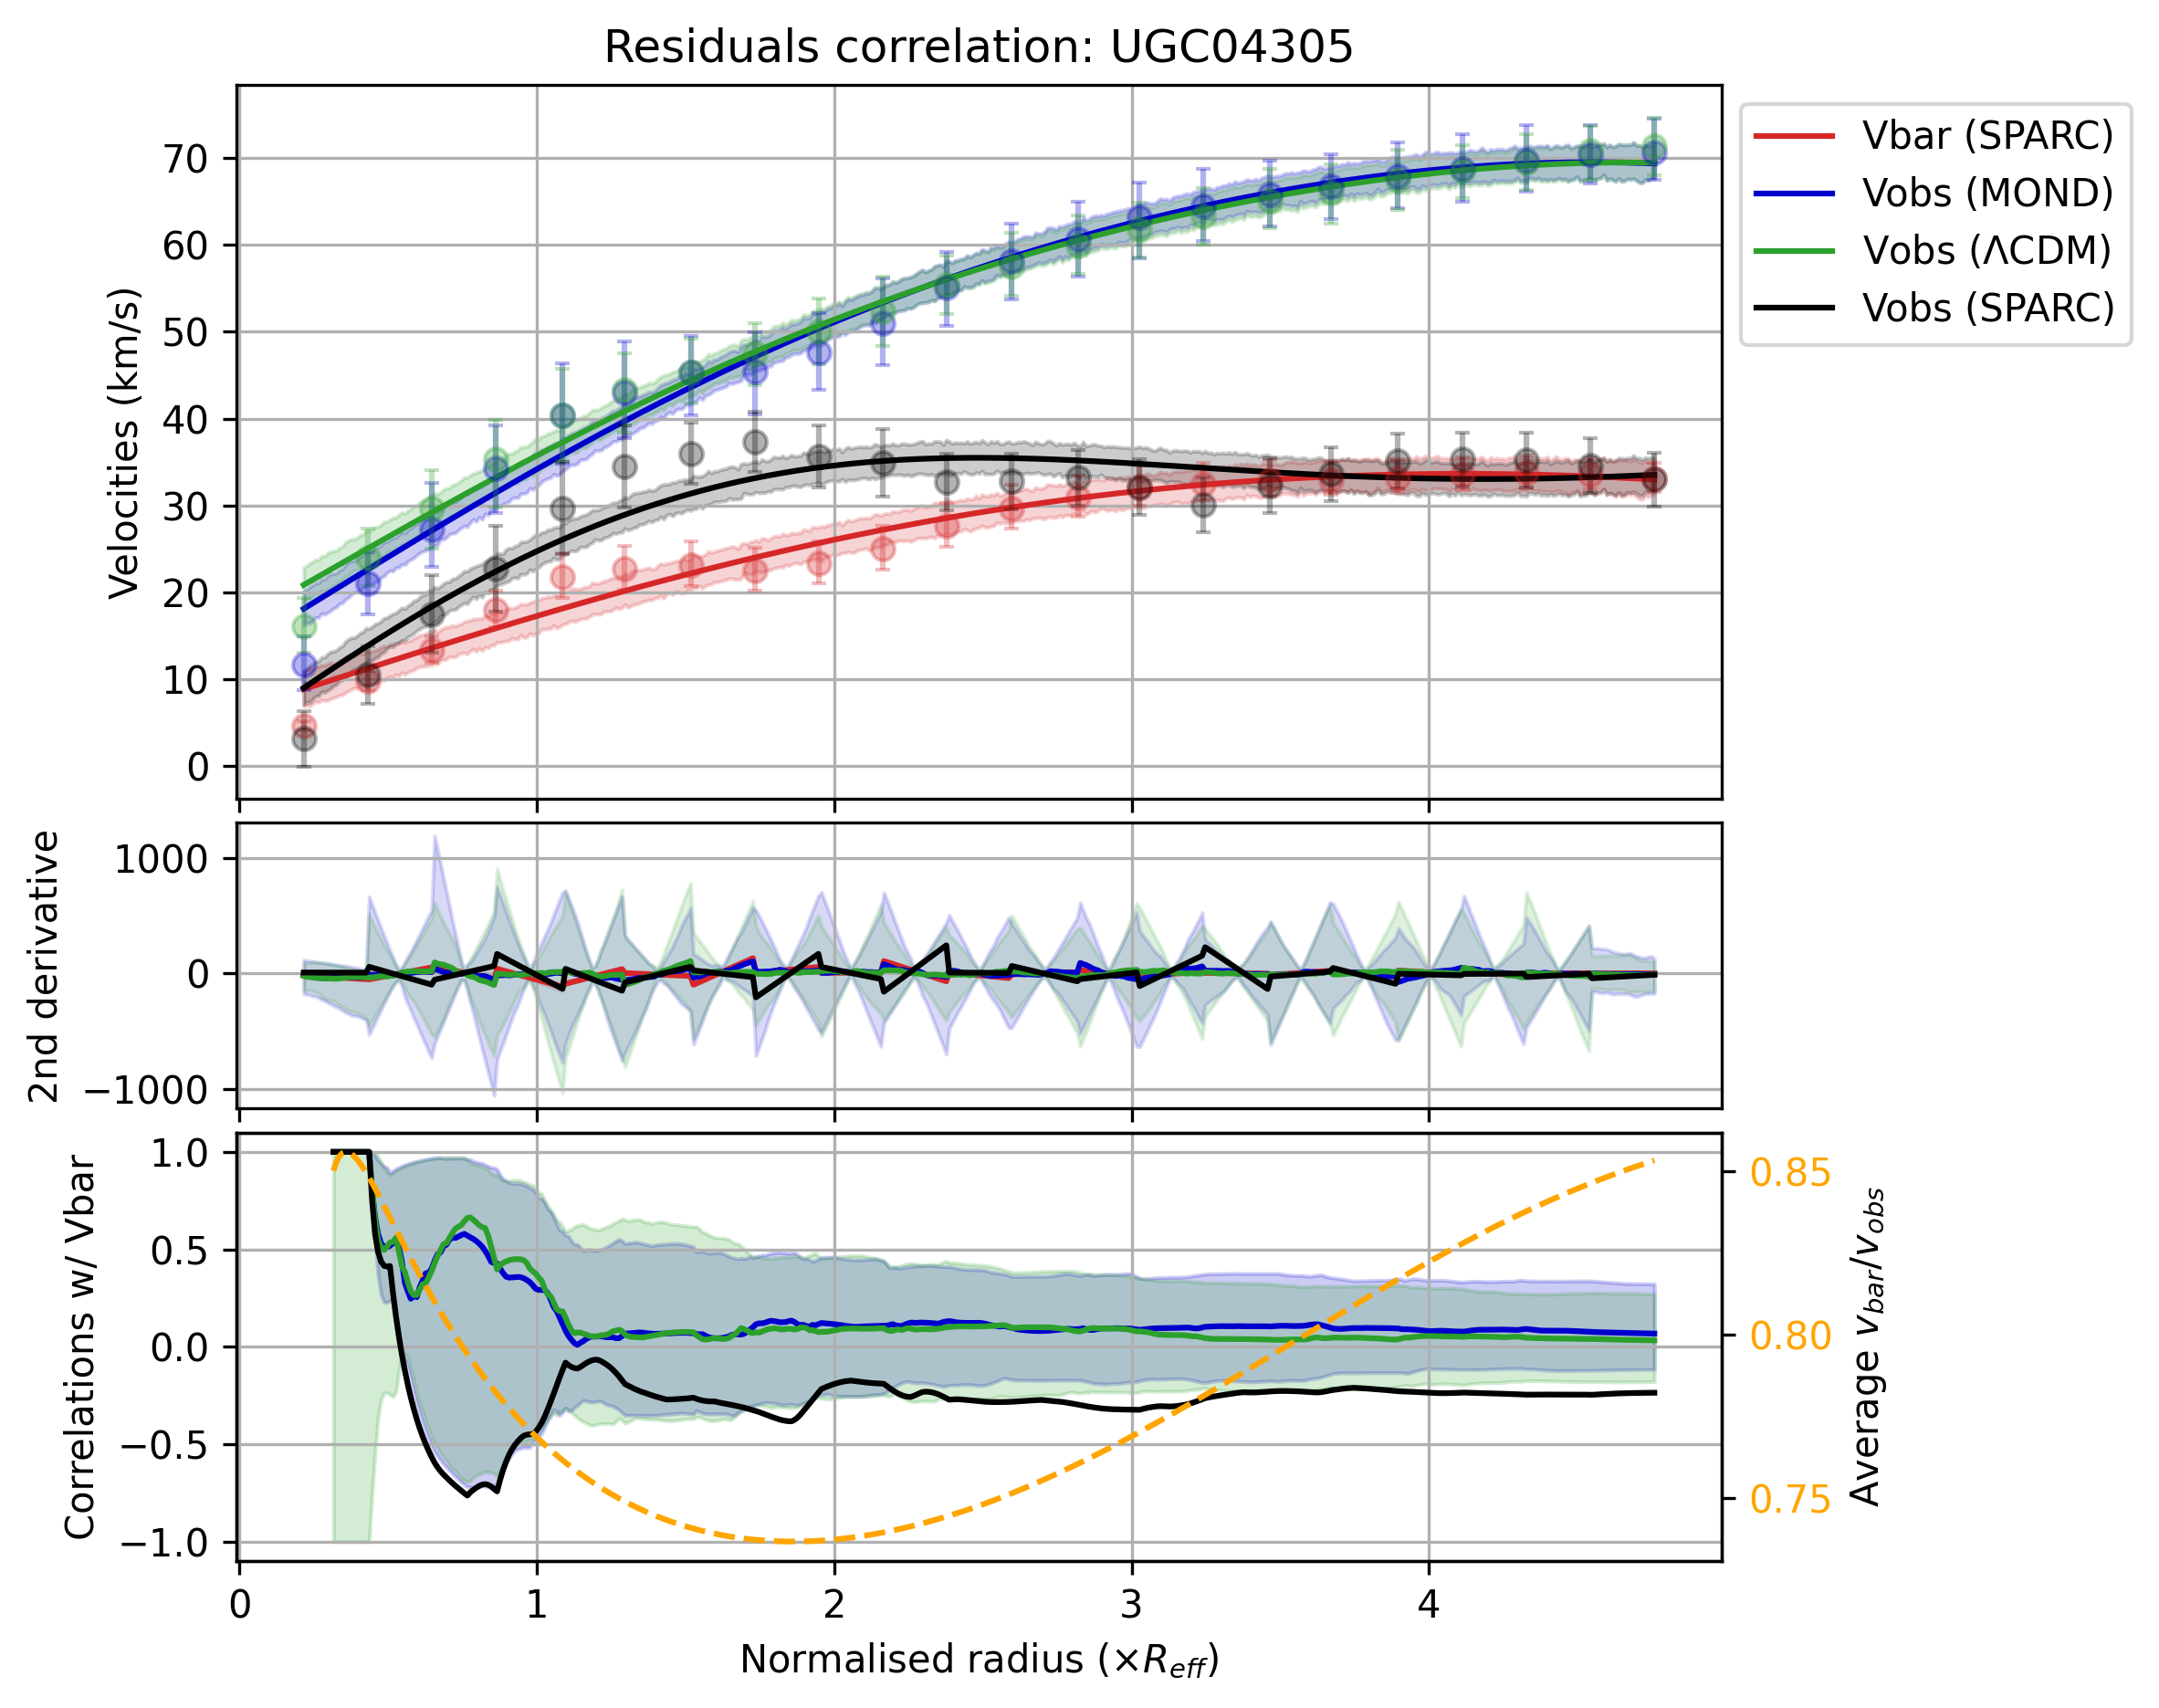 Residuals correlation: UGC04305
Velocities (km/s)
70
60
50
40
30
20
10
0
Vbar (SPARC)
Vobs (MOND)
Vobs (ΛCDM)
Vobs (SPARC)
2nd derivative
1000
0
−1000
Correlations w/ Vbar
1.0
0.5
0.0
−0.5
−1.0
0.85
0.80
0.75
Average v_bar/v_obs
0 1 2 3 4
Normalised radius (×R_eff)